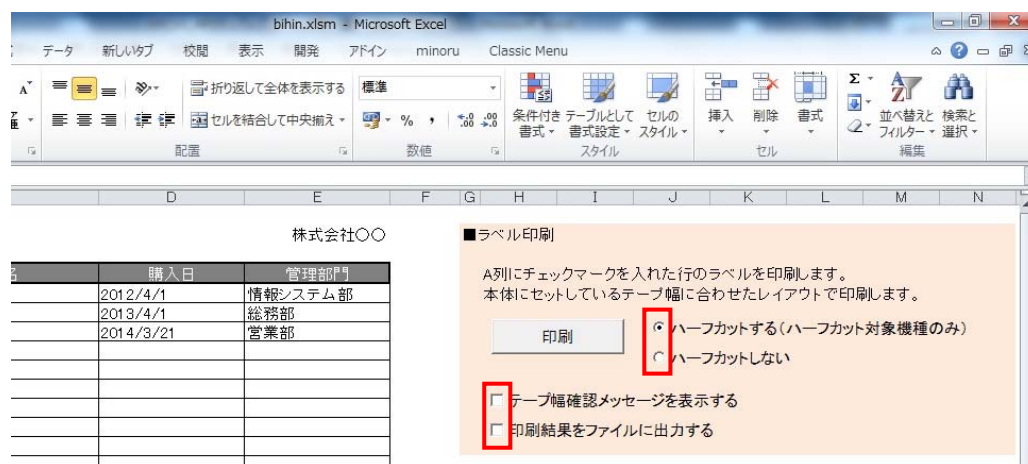 bihin.xlsm - Microsoft Excel
データ 新しいタブ 校閲 表示 開発 アドイン minoru Classic Menu
折り返して全体を表示する 標準
セルを結合して中央揃え % ,
条件付き書式 テーブルとして書式設定 セルのスタイル 挿入 削除 書式 Σ 並べ替えとフィルター 検索と選択
配置 数値 スタイル セル 編集
D E F G H I J K L M N
株式会社○○
■ラベル印刷
名 購入日 管理部門
A列にチェックマークを入れた行のラベルを印刷します。
2012/4/1 情報システム部
本体にセットしているテープ幅に合わせたレイアウトで印刷します。
2013/4/1 総務部
2014/3/21 営業部
印刷
ハーフカットする(ハーフカット対象機種のみ)
ハーフカットしない
テープ幅確認メッセージを表示する
印刷結果をファイルに出力する